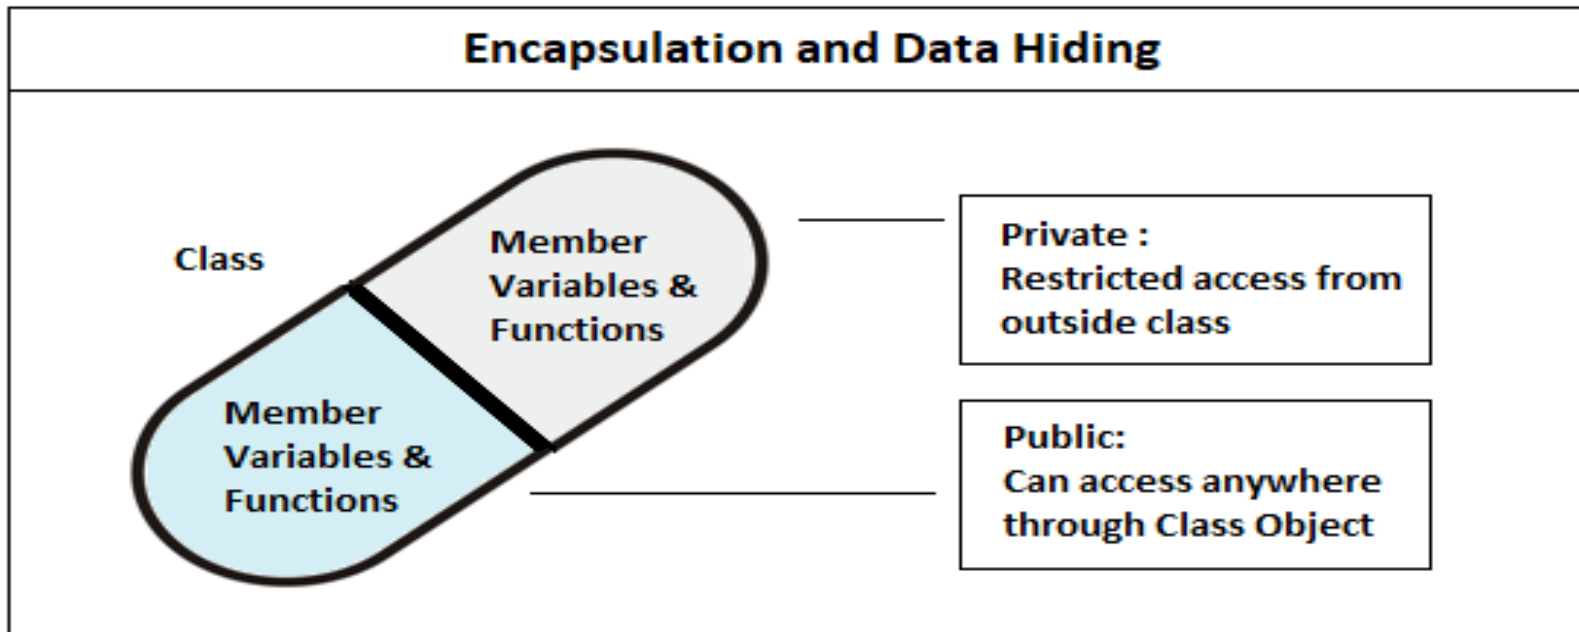 Encapsulation and Data Hiding
Class
Member
Variables &
Functions
Private :
Restricted access from
outside class
Member
Variables &
Functions
Public:
Can access anywhere
through Class Object